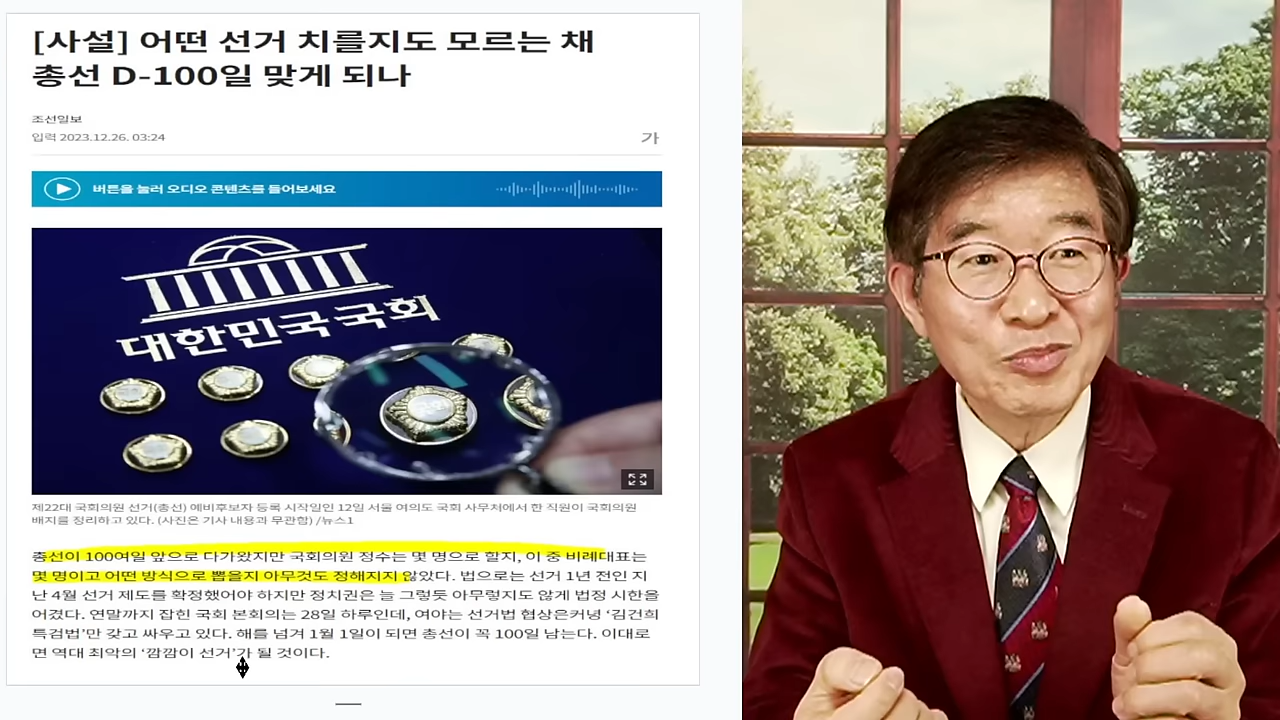 [사설] 어떤 선거 치를지도 모르는 채
총선 D-100일 맞게 되나
조선일보
입력 2023.12.26. 03:24
가
버튼을 눌러 오디오 콘텐츠를 들어보세요
대한민국국회
제22대 국회의원 선거(총선) 예비후보자 등록 시작일인 12일 서울 여의도 국회 사무처에서 한 직원이 국회의원
배지를 정리하고 있다. (사진은 기사 내용과 무관함) /뉴스1
총선이 100여일 앞으로 다가왔지만 국회의원 정수는 몇 명으로 할지, 이 중 비례대표는
몇 명이고 어떤 방식으로 뽑을지 아무것도 정해지지 않았다. 법으로는 선거 1년 전인 지
난 4월 선거 제도를 확정했어야 하지만 정치권은 늘 그렇듯 아무렇지도 않게 법정 시한을
어겼다. 연말까지 잡힌 국회 본회의는 28일 하루인데, 여야는 선거법 협상은커녕 ‘김건희
특검법’만 갖고 싸우고 있다. 해를 넘겨 1월 1일이 되면 총선이 꼭 100일 남는다. 이대로
면 역대 최악의 ‘깜깜이 선거’가 될 것이다.